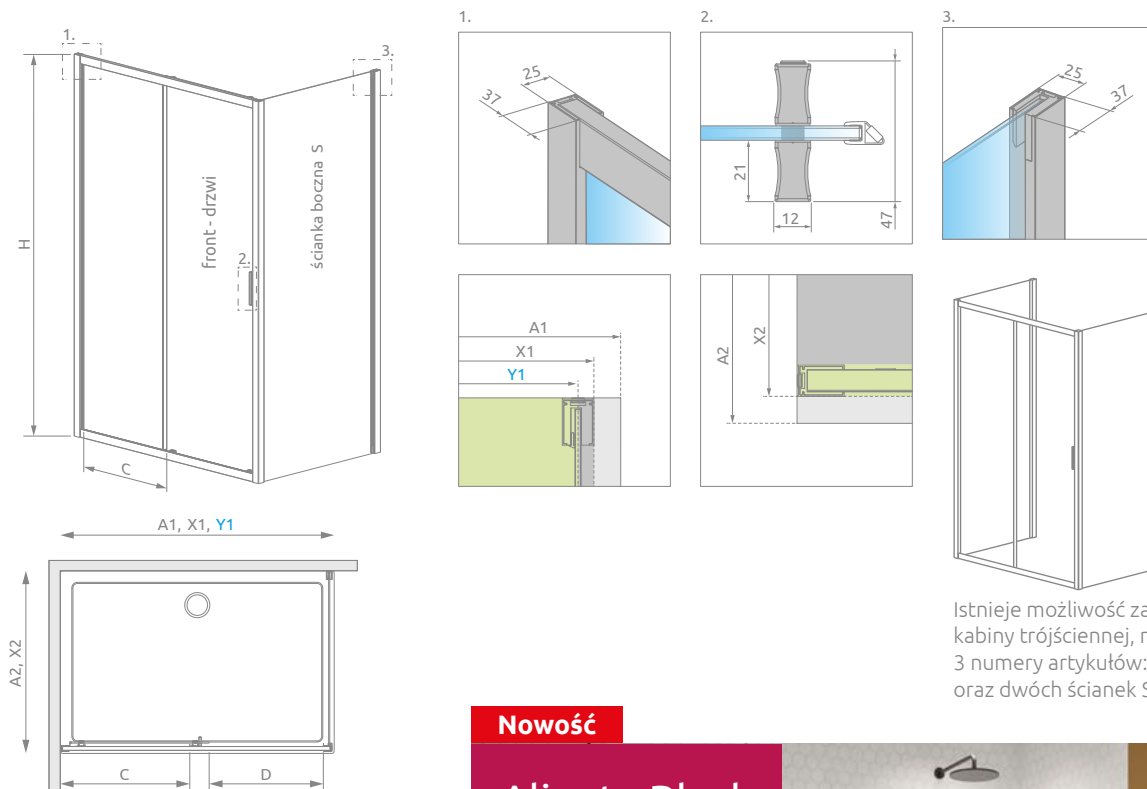 1.
3.
H
front - drzwi
ścianka boczna S
2.
C
1.
25
37
2.
21
12
47
3.
25
37
A1
X1
Y1
A2
X2
A1, X1, Y1
A2, X2
C
D
Istnieje możliwość
kabiny trójściennej,
3 numery artykułów:
oraz dwóch ścianek S
Nowość